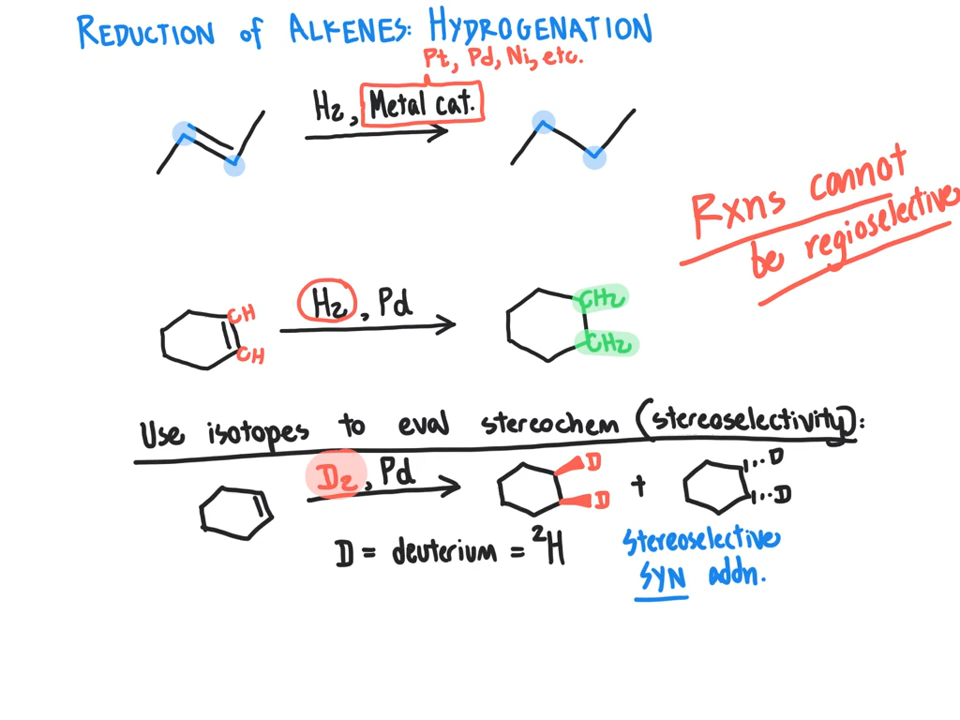 REDUCTION of ALKENES: HYDROGENATION
Pt, Pd, Ni, etc.
H₂, Metal cat.
Rxns cannot
be regioselective
CH
CH
H₂, Pd
CH₂
CH₂
Use isotopes to eval stereochem (stereoselectivity):
D₂, Pd
D
D
+
D
D
D = deuterium = ²H
Stereoselective
SYN addn.